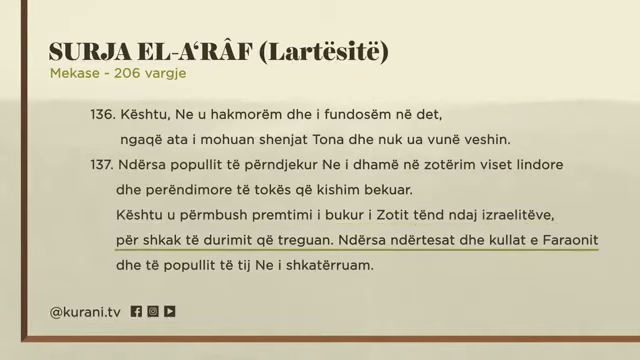 SURJA EL-A‘RÂF (Lartësitë)
Mekase - 206 vargje
136. Kështu, Ne u hakmorëm dhe i fundosëm në det,
ngaqë ata i mohuan shenjat Tona dhe nuk ua vunë veshin.
137. Ndërsa popullit të përndjekur Ne i dhamë në zotërim viset lindore
dhe perëndimore të tokës që kishim bekuar.
Kështu u përmbush premtimi i bukur i Zotit tënd ndaj izraelitëve,
për shkak të durimit që treguan. Ndërsa ndërtesat dhe kullat e Faraonit
dhe të popullit të tij Ne i shkatërruam.
@kurani.tv